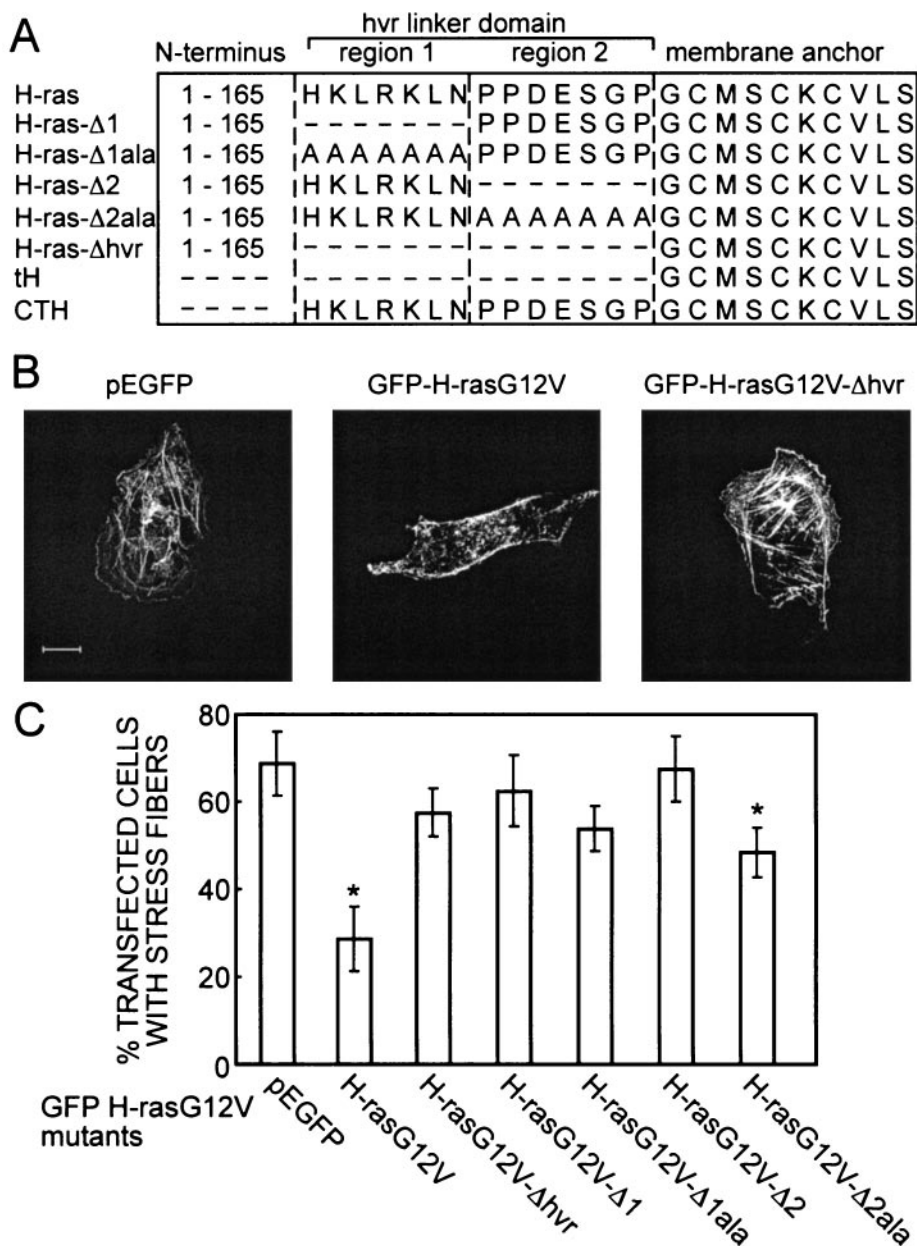 A
hvr linker domain
N-terminus region 1 region 2 membrane anchor
H-ras 1 - 165 H K L R K L N P P D E S G P G C M S C K C V L S
H-ras-Δ1 1 - 165 - - - - - - - P P D E S G P G C M S C K C V L S
H-ras-Δ1ala 1 - 165 A A A A A A A P P D E S G P G C M S C K C V L S
H-ras-Δ2 1 - 165 H K L R K L N - - - - - - - G C M S C K C V L S
H-ras-Δ2ala 1 - 165 H K L R K L N A A A A A A A G C M S C K C V L S
H-ras-Δhvr 1 - 165 - - - - - - - - - - - - - - G C M S C K C V L S
tH - - - - - - - - - - - - - - - - - - G C M S C K C V L S
CTH - - - - H K L R K L N P P D E S G P G C M S C K C V L S
B
pEGFP GFP-H-rasG12V GFP-H-rasG12V-Δhvr
C
% TRANSFECTED CELLS
WITH STRESS FIBERS
80
60
40
20
0
*
*
GFP H-rasG12V
mutants
pEGFP
H-rasG12V
H-rasG12V-Δhvr
H-rasG12V-Δ1
H-rasG12V-Δ1ala
H-rasG12V-Δ2
H-rasG12V-Δ2ala